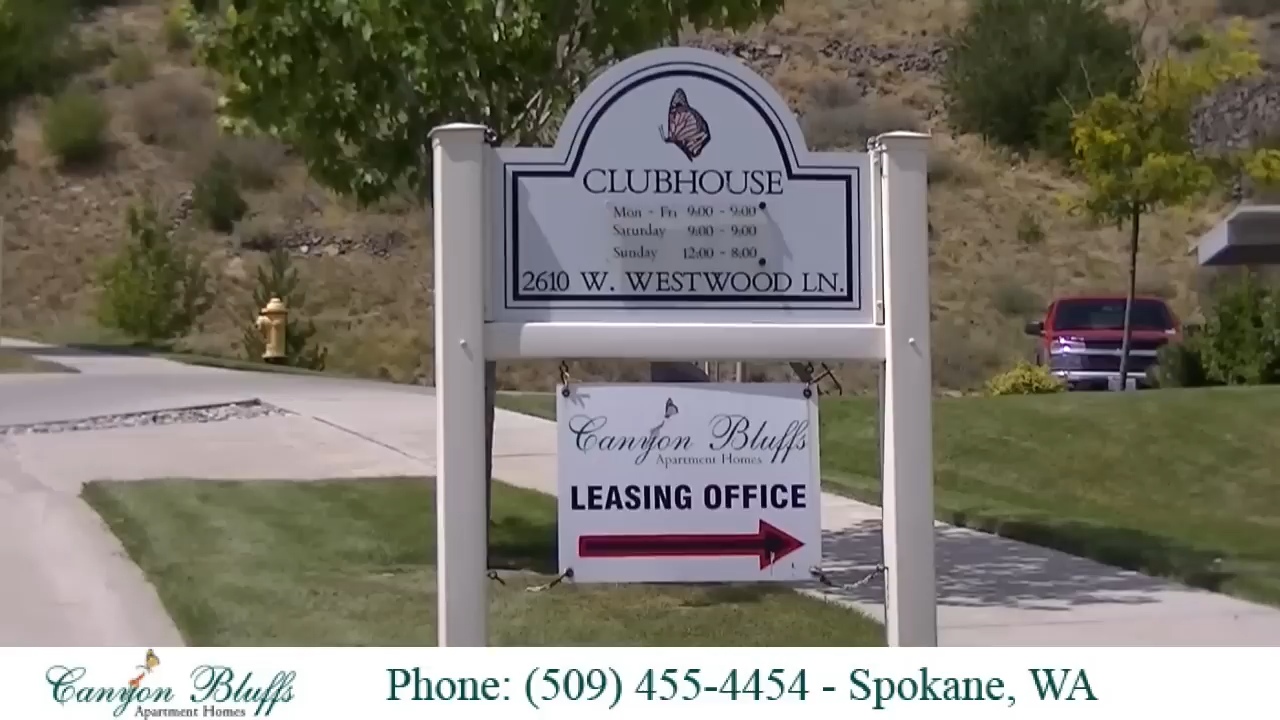 CLUBHOUSE
Mon - Fri 9:00 - 9:00
Saturday 9:00 - 9:00
Sunday 12:00 - 8:00
2610 W. WESTWOOD LN.
Canyon Bluffs
Apartment Homes
LEASING OFFICE
Canyon Bluffs
Apartment Homes
Phone: (509) 455-4454 - Spokane, WA